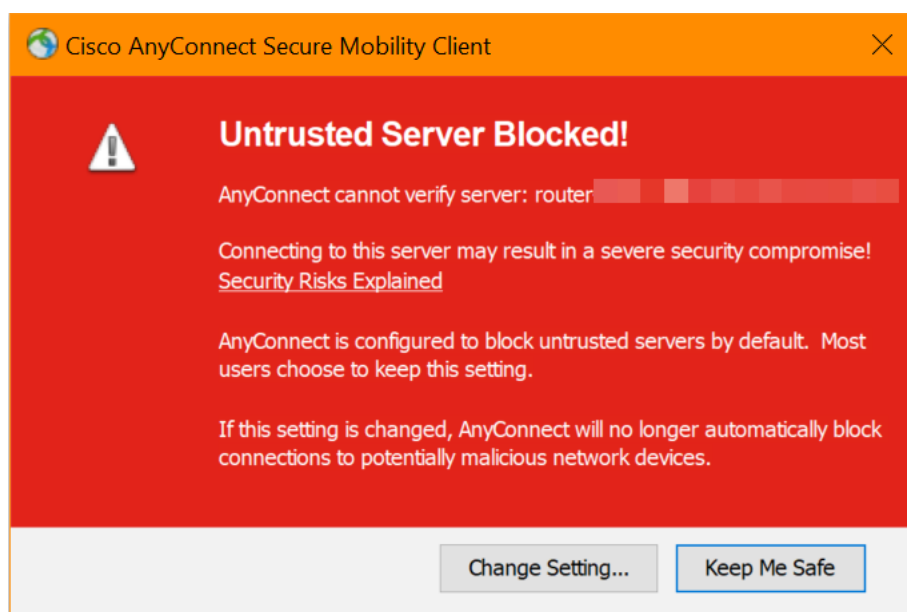 Cisco AnyConnect Secure Mobility Client
Untrusted Server Blocked!
AnyConnect cannot verify server: router
Connecting to this server may result in a severe security compromise!
Security Risks Explained
AnyConnect is configured to block untrusted servers by default.  Most
users choose to keep this setting.
If this setting is changed, AnyConnect will no longer automatically block
connections to potentially malicious network devices.
Change Setting...
Keep Me Safe